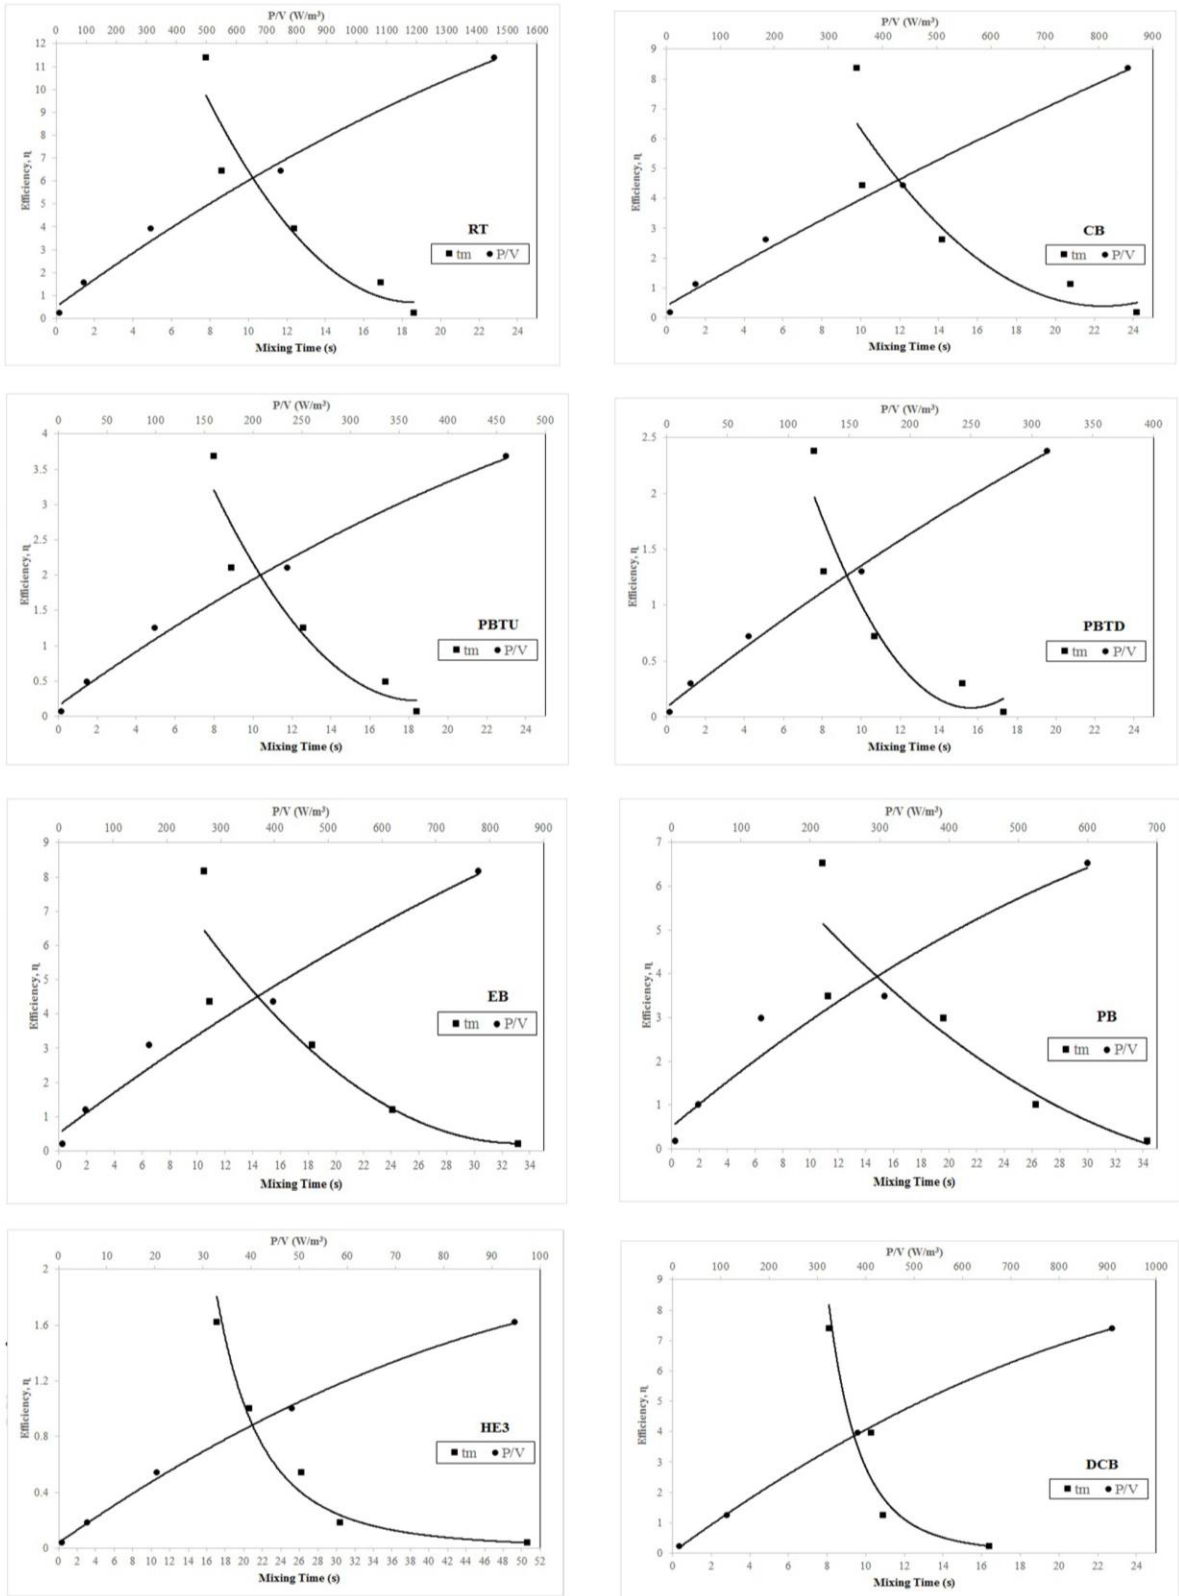 P/V (W/m³)
0 100 200 300 400 500 600 700 800 900 1000 1100 1200 1300 1400 1500 1600
12
11
10
9
8
7
6
5
4
3
2
1
0
Efficiency, η
RT
tm P/V
0 2 4 6 8 10 12 14 16 18 20 22 24
Mixing Time (s)
P/V (W/m³)
0 100 200 300 400 500 600 700 800 900
9
8
7
6
5
4
3
2
1
0
Efficiency, η
CB
tm P/V
0 2 4 6 8 10 12 14 16 18 20 22 24
Mixing Time (s)
P/V (W/m³)
0 50 100 150 200 250 300 350 400 450 500
4
3.5
3
2.5
2
1.5
1
0.5
0
Efficiency, η
PBTU
tm P/V
0 2 4 6 8 10 12 14 16 18 20 22 24
Mixing Time (s)
P/V (W/m³)
0 50 100 150 200 250 300 350 400
2.5
2
1.5
1
0.5
0
Efficiency, η
PBTD
tm P/V
0 2 4 6 8 10 12 14 16 18 20 22 24
Mixing Time (s)
P/V (W/m³)
0 100 200 300 400 500 600 700 800 900
9
8
7
6
5
4
3
2
1
0
Efficiency, η
EB
tm P/V
0 2 4 6 8 10 12 14 16 18 20 22 24 26 28 30 32 34
Mixing Time (s)
P/V (W/m³)
0 100 200 300 400 500 600 700
7
6
5
4
3
2
1
0
Efficiency, η
PB
tm P/V
0 2 4 6 8 10 12 14 16 18 20 22 24 26 28 30 32 34
Mixing Time (s)
P/V (W/m³)
0 10 20 30 40 50 60 70 80 90 100
2
1.6
1.2
0.8
0.4
0
Efficiency, η
HE3
tm P/V
0 2 4 6 8 10 12 14 16 18 20 22 24 26 28 30 32 34 36 38 40 42 44 46 48 50 52
Mixing Time (s)
P/V (W/m³)
0 100 200 300 400 500 600 700 800 900 1000
9
8
7
6
5
4
3
2
1
0
Efficiency, η
DCB
tm P/V
0 2 4 6 8 10 12 14 16 18 20 22 24
Mixing Time (s)